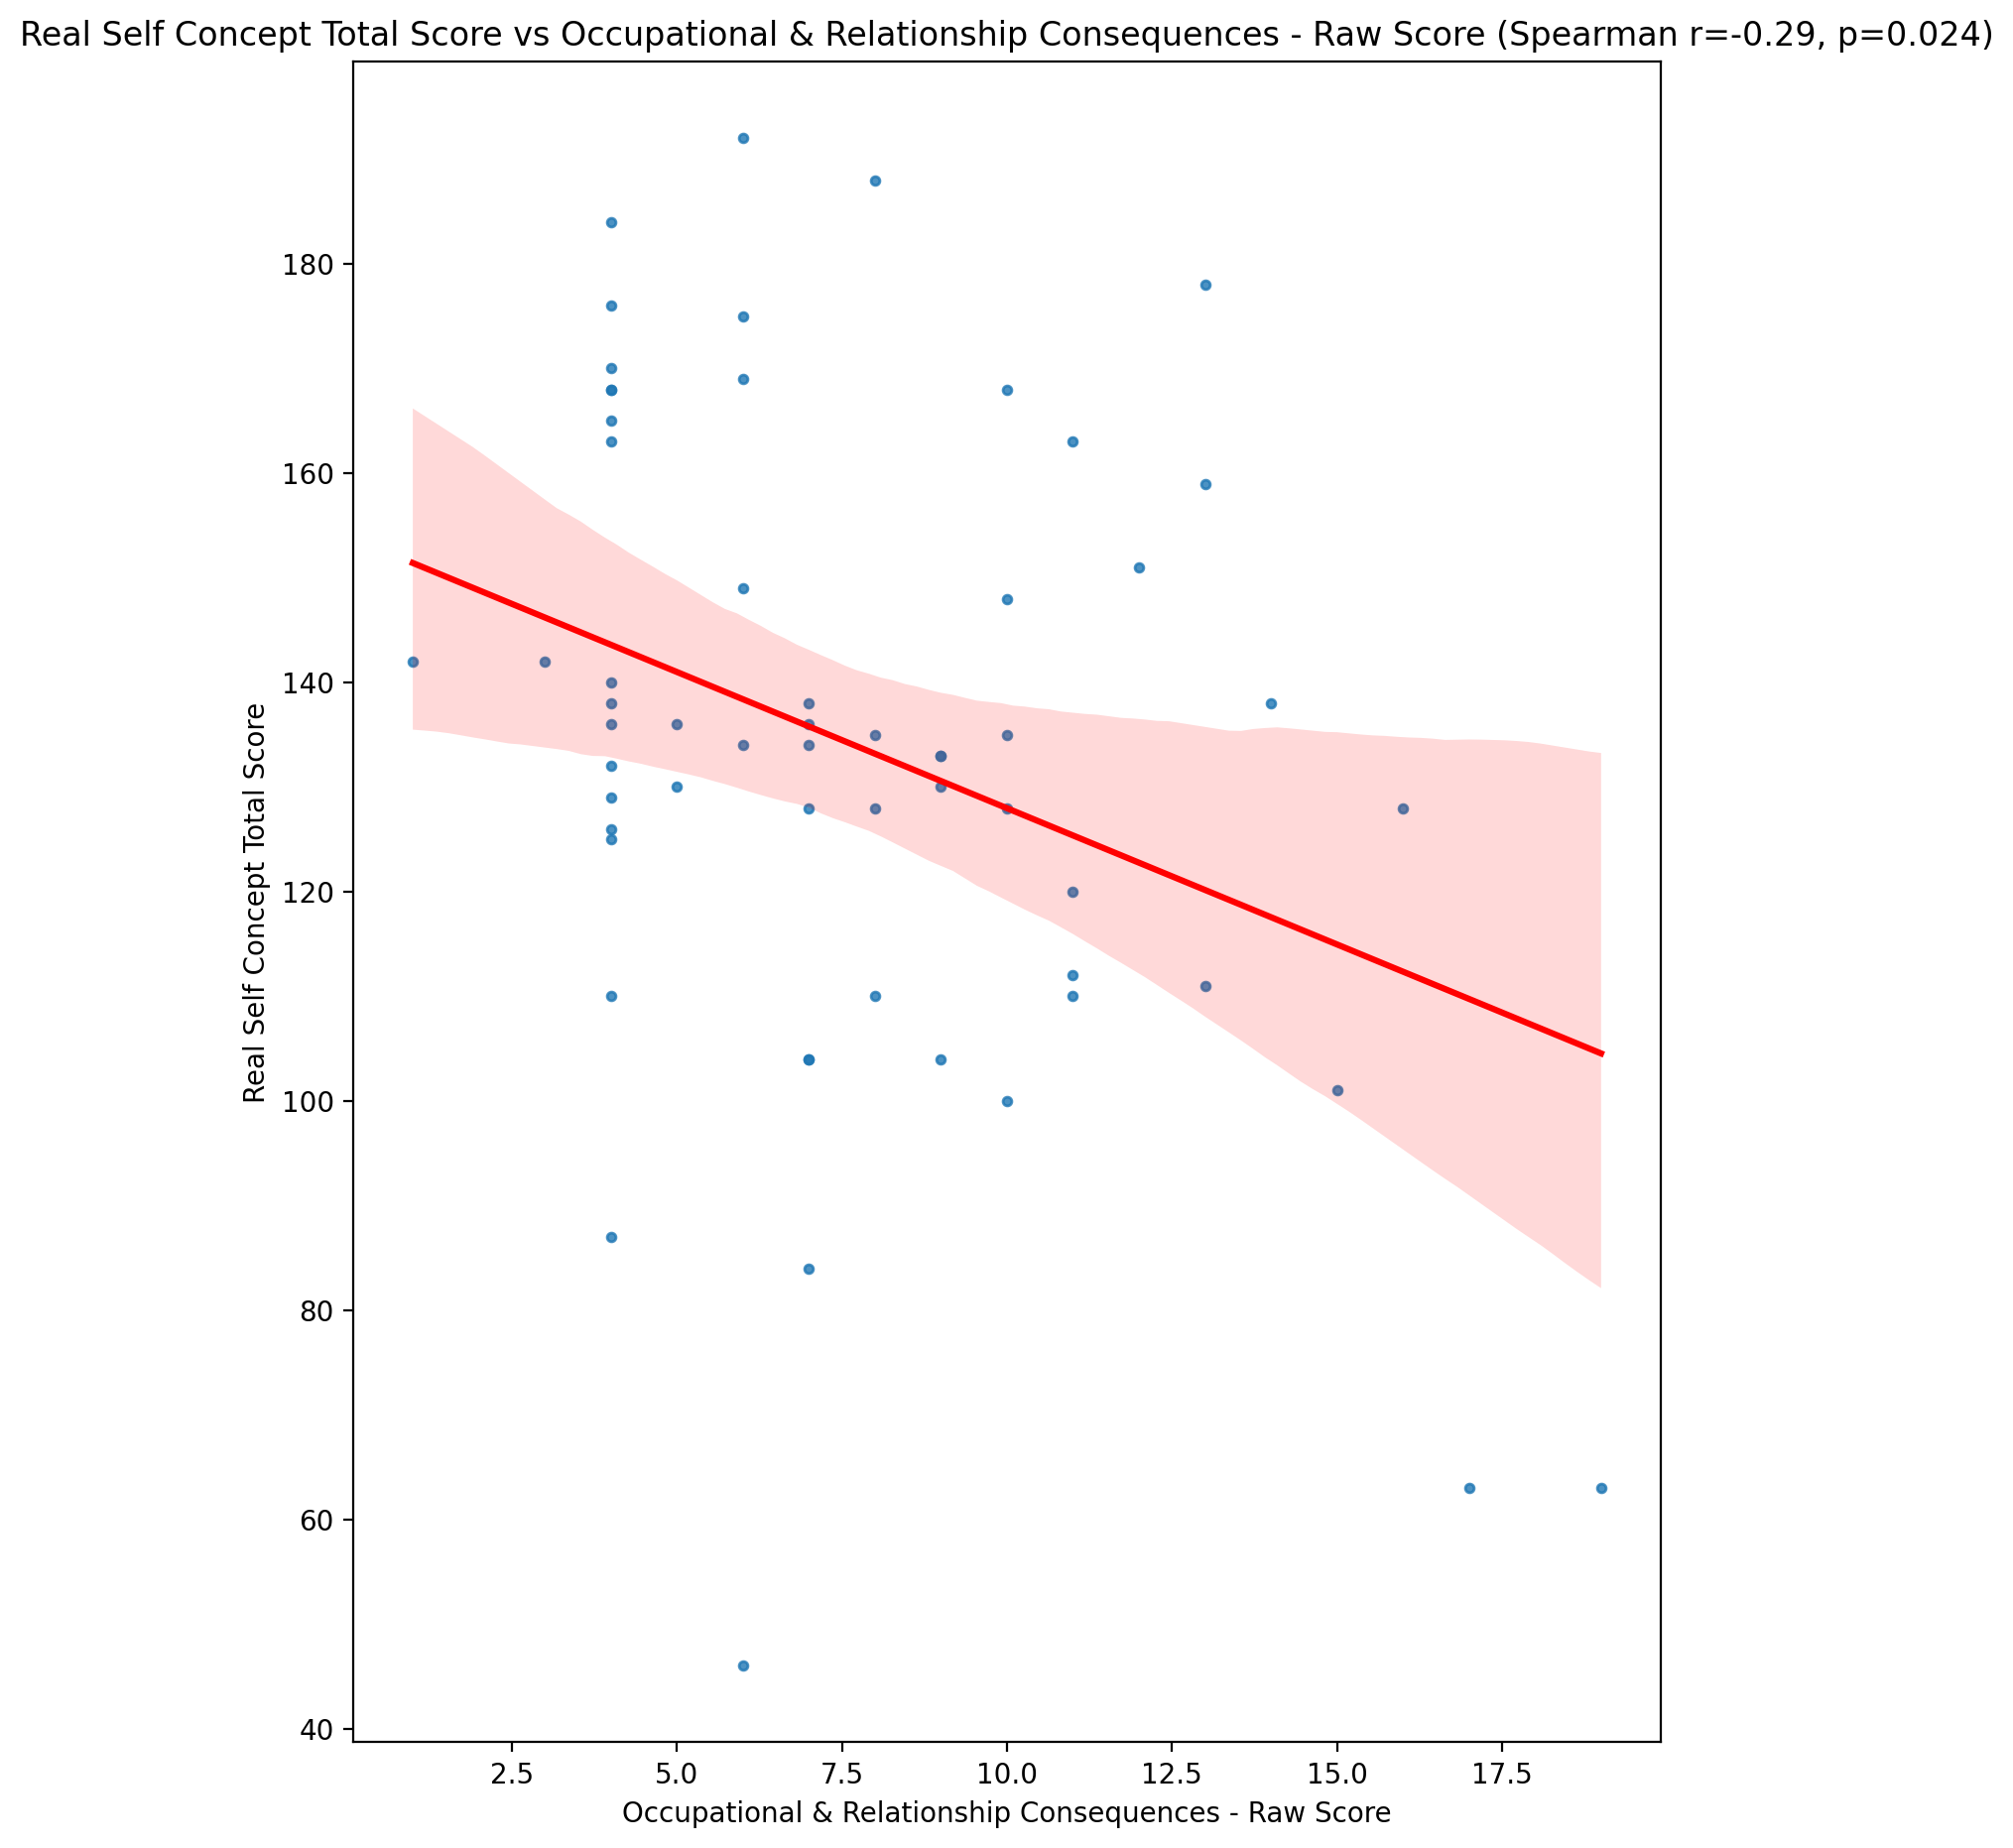 Real Self Concept Total Score vs Occupational & Relationship Consequences - Raw Score (Spearman r=-0.29, p=0.024)
Real Self Concept Total Score
180
160
140
120
100
80
60
40
2.5 5.0 7.5 10.0 12.5 15.0 17.5
Occupational & Relationship Consequences - Raw Score